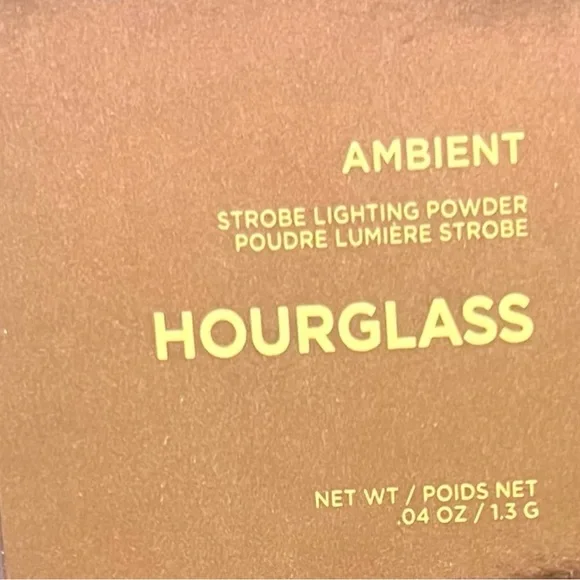 AMBIENT
STROBE LIGHTING POWDER
POUDRE LUMIÈRE STROBE
HOURGLASS
NET WT / POIDS NET
.04 OZ / 1.3 G